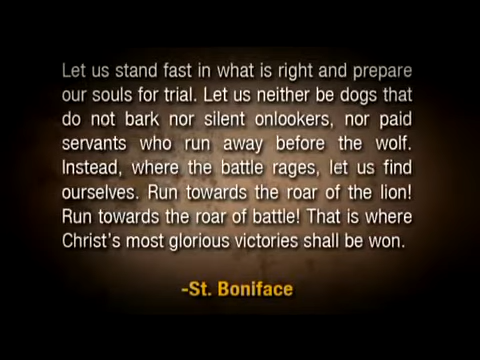 Let us stand fast in what is right and prepare
our souls for trial. Let us neither be dogs that
do not bark nor silent onlookers, nor paid
servants who run away before the wolf.
Instead, where the battle rages, let us find
ourselves. Run towards the roar of the lion!
Run towards the roar of battle! That is where
Christ's most glorious victories shall be won.
-St. Boniface